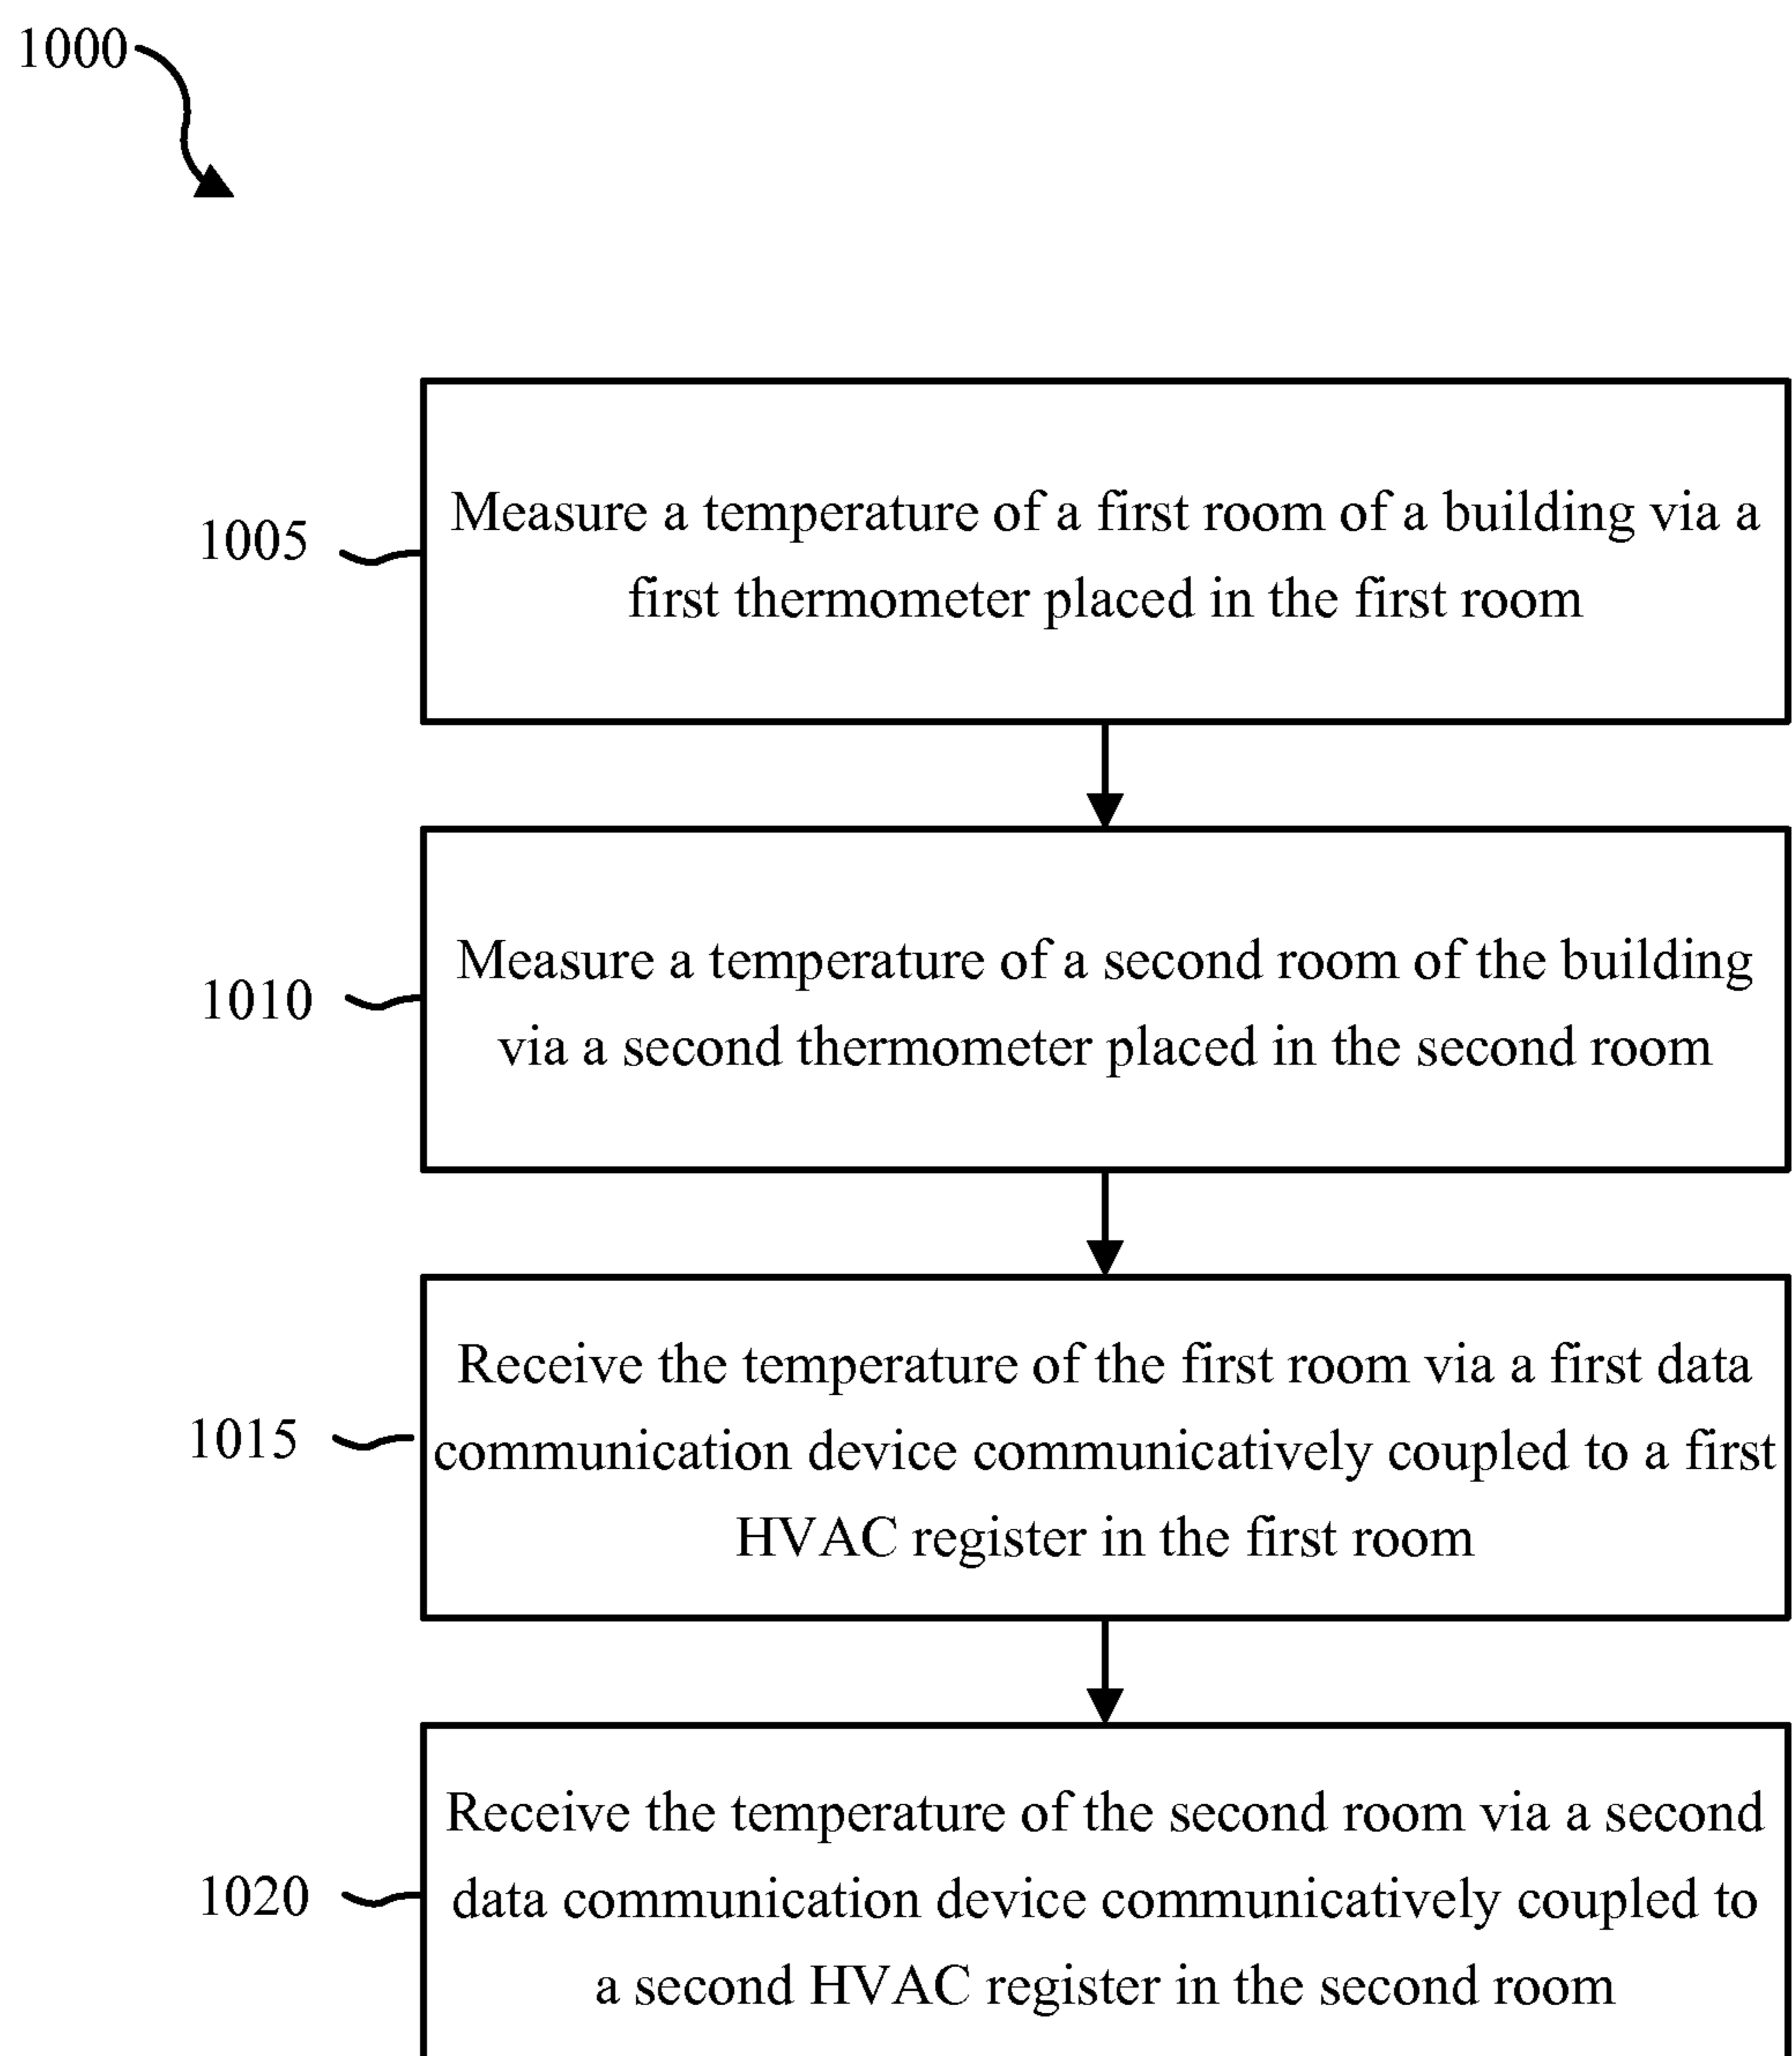 1000
1005
Measure a temperature of a first room of a building via a
first thermometer placed in the first room
1010
Measure a temperature of a second room of the building
via a second thermometer placed in the second room
1015
Receive the temperature of the first room via a first data
communication device communicatively coupled to a first
HVAC register in the first room
1020
Receive the temperature of the second room via a second
data communication device communicatively coupled to
a second HVAC register in the second room